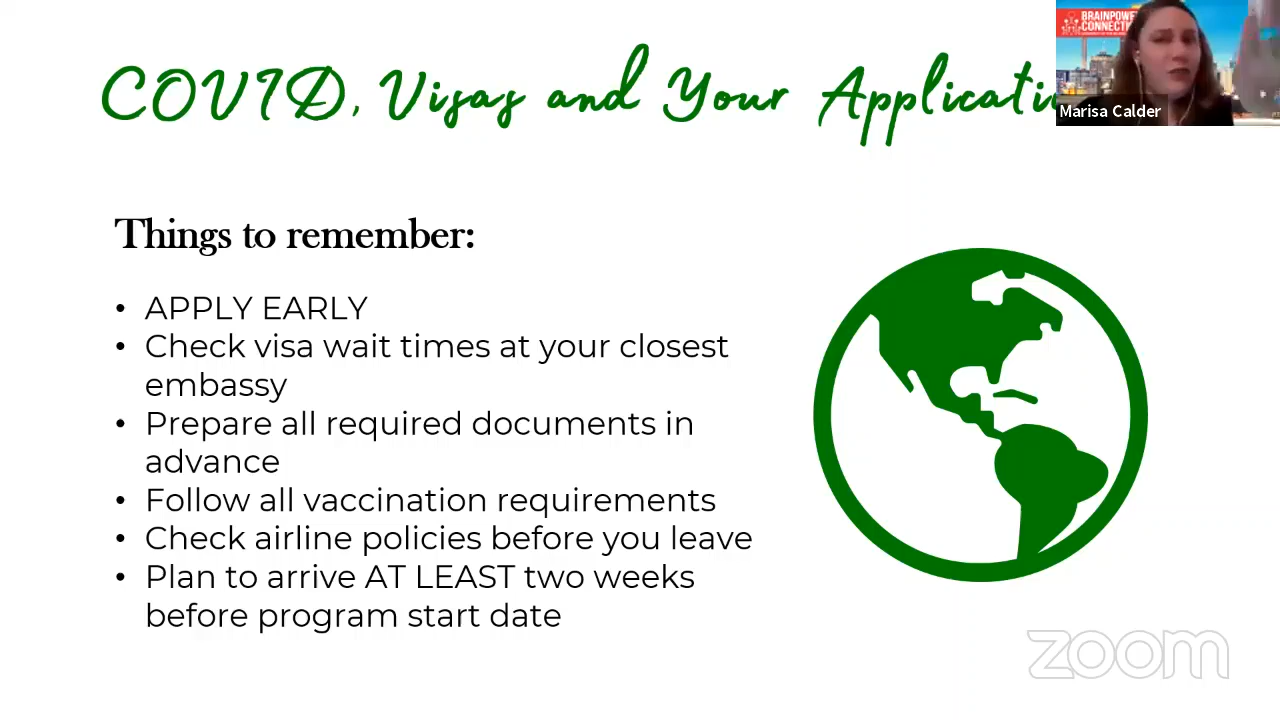 COVID, Visas and Your Applicati
BRAINPOWER
CONNECTI
Marisa Calder
Things to remember:
• APPLY EARLY
• Check visa wait times at your closest
embassy
• Prepare all required documents in
advance
• Follow all vaccination requirements
• Check airline policies before you leave
• Plan to arrive AT LEAST two weeks
before program start date
zoom